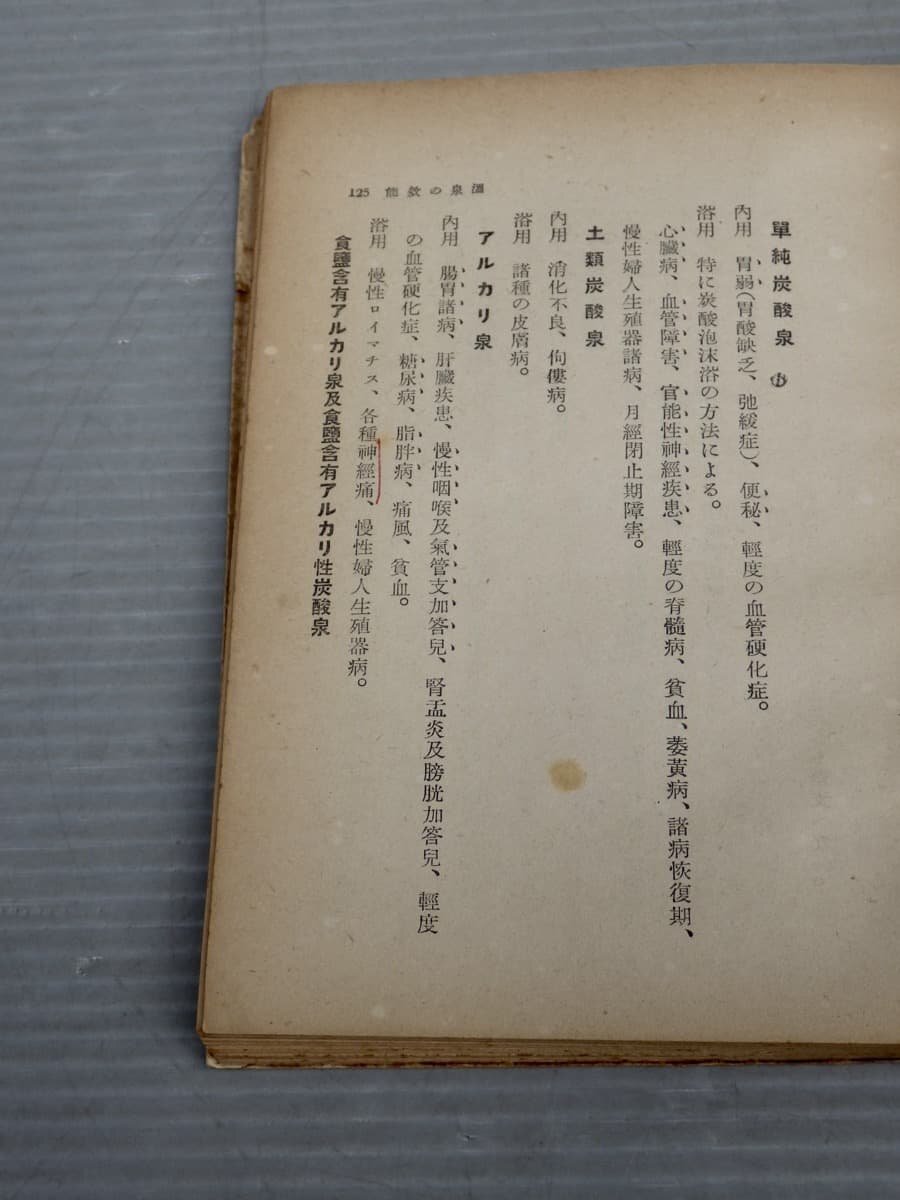 125 能效の泉溫
單純炭酸泉
內用 胃弱(胃酸缺乏、弛緩症)、便秘、輕度の血管硬化症。
浴用 特に炭酸泡沫浴の方法による。
心臟病、血管障害、官能性神經疾患、輕度の脊髓病、貧血、萎黃病、諸病恢復期、
慢性婦人生殖器諸病、月經閉止期障害。
土類炭酸泉
內用 消化不良、佝僂病。
浴用 諸種の皮膚病。
アルカリ泉
內用 腸胃諸病、肝臟疾患、慢性咽喉及氣管支加答兒、腎盂炎及膀胱加答兒、輕度
の血管硬化症、糖尿病、脂胖病、痛風、貧血。
浴用 慢性ロイマチス、各種神經痛、慢性婦人生殖器病。
食鹽含有アルカリ泉及食鹽含有アルカリ性炭酸泉